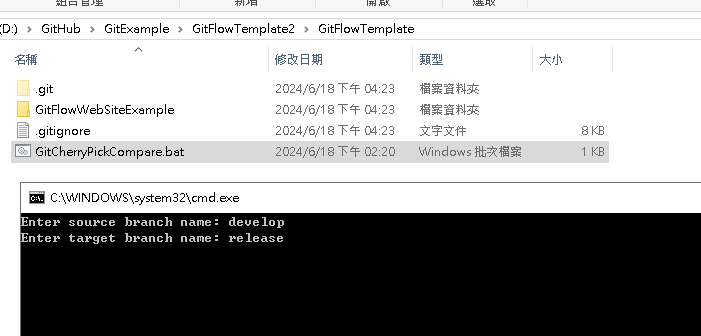 組合管理 新增 開啟 選取
(D:) > GitHub > GitExample > GitFlowTemplate2 > GitFlowTemplate
名稱 修改日期 類型 大小
.git 2024/6/18 下午 04:23 檔案資料夾
GitFlowWebSiteExample 2024/6/18 下午 04:23 檔案資料夾
.gitignore 2024/6/18 下午 04:23 文字文件 8 KB
GitCherryPickCompare.bat 2024/6/18 下午 02:20 Windows 批次檔案 1 KB
C:\WINDOWS\system32\cmd.exe
Enter source branch name: develop
Enter target branch name: release